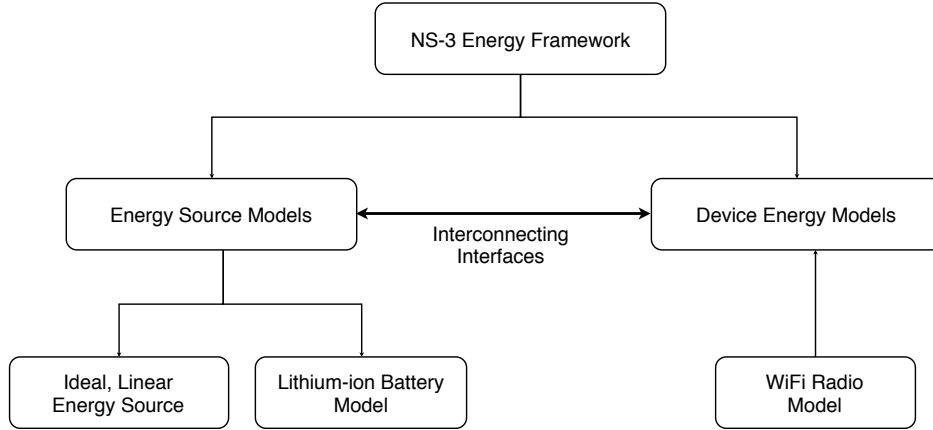 NS-3 Energy Framework
Energy Source Models
Device Energy Models
Interconnecting
Interfaces
Ideal, Linear
Energy Source
Lithium-ion Battery
Model
WiFi Radio
Model